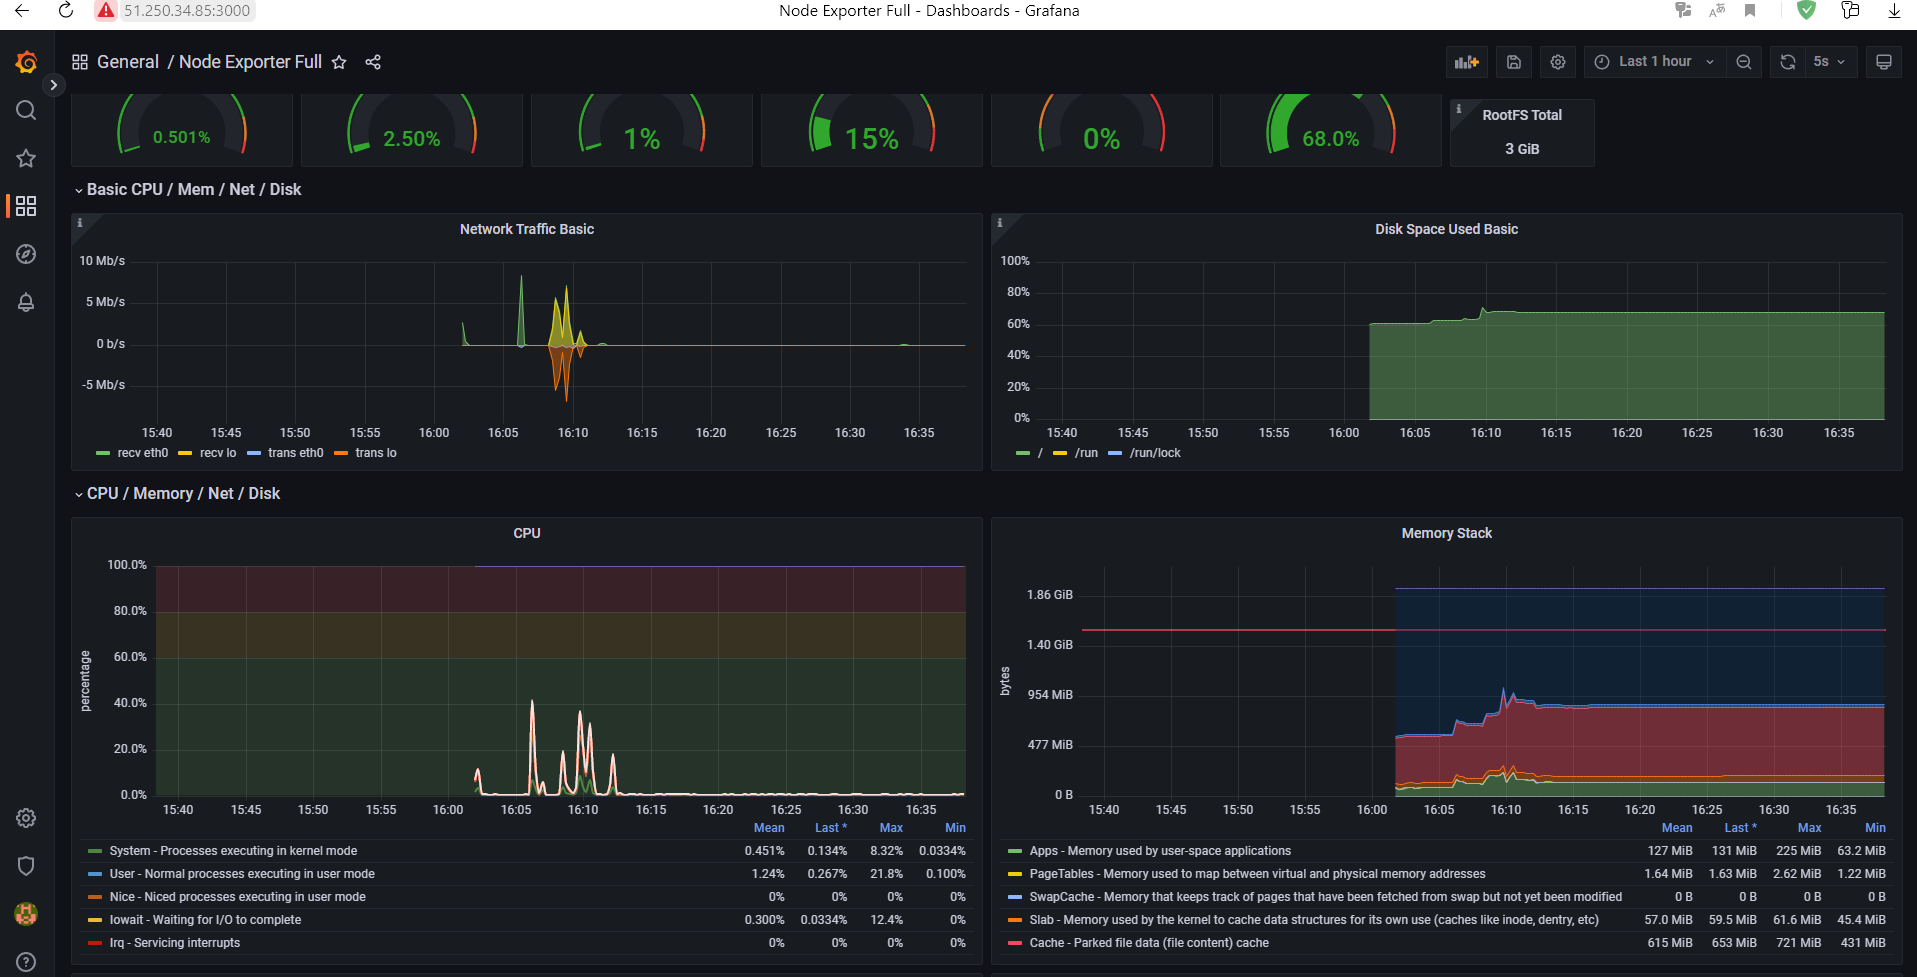 51.250.34.85:3000
Node Exporter Full - Dashboards - Grafana
General / Node Exporter Full
Last 1 hour
5s
0.501%
2.50%
1%
15%
0%
68.0%
RootFS Total
3 GiB
Basic CPU / Mem / Net / Disk
Network Traffic Basic
10 Mb/s
5 Mb/s
0 b/s
-5 Mb/s
15:40 15:45 15:50 15:55 16:00 16:05 16:10 16:15 16:20 16:25 16:30 16:35
recv eth0 recv lo trans eth0 trans lo
Disk Space Used Basic
100%
80%
60%
40%
20%
0%
15:40 15:45 15:50 15:55 16:00 16:05 16:10 16:15 16:20 16:25 16:30 16:35
/ /run /run/lock
CPU / Memory / Net / Disk
CPU
percentage
100.0%
80.0%
60.0%
40.0%
20.0%
0.0%
15:40 15:45 15:50 15:55 16:00 16:05 16:10 16:15 16:20 16:25 16:30 16:35
Mean Last * Max Min
System - Processes executing in kernel mode 0.451% 0.134% 8.32% 0.0334%
User - Normal processes executing in user mode 1.24% 0.267% 21.8% 0.100%
Nice - Niced processes executing in user mode 0% 0% 0% 0%
Iowait - Waiting for I/O to complete 0.300% 0.0334% 12.4% 0%
Irq - Servicing interrupts 0% 0% 0% 0%
Memory Stack
bytes
1.86 GiB
1.40 GiB
954 MiB
477 MiB
0 B
15:40 15:45 15:50 15:55 16:00 16:05 16:10 16:15 16:20 16:25 16:30 16:35
Mean Last * Max Min
Apps - Memory used by user-space applications 127 MiB 131 MiB 225 MiB 63.2 MiB
PageTables - Memory used to map between virtual and physical memory addresses 1.64 MiB 1.63 MiB 2.62 MiB 1.22 MiB
SwapCache - Memory that keeps track of pages that have been fetched from swap but not yet been modified 0 B 0 B 0 B 0 B
Slab - Memory used by the kernel to cache data structures for its own use (caches like inode, dentry, etc) 57.0 MiB 59.5 MiB 61.6 MiB 45.4 MiB
Cache - Parked file data (file content) cache 615 MiB 653 MiB 721 MiB 431 MiB